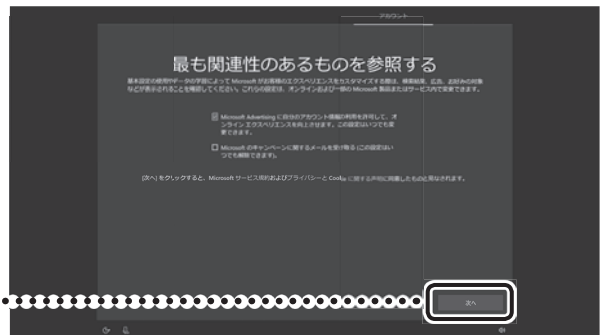 アカウント
最も関連性のあるものを参照する
基本設定の使用やデータの学習によって Microsoft がお客様のエクスペリエンスをカスタマイズする際は、検索結果、広告、お好みの対象
などが表示されることを確認してください。これらの設定は、オンラインおよび一部の Microsoft 製品またはサービス内で変更できます。
Microsoft Advertising に自分のアカウント情報の利用を許可して、オ
ンライン エクスペリエンスを向上させます。この設定はいつでも変
更できます。
Microsoft のキャンペーンに関するメールを受け取る (この設定はい
つでも解除できます)。
[次へ] をクリックすると、Microsoft サービス規約およびプライバシーと Cookie に関する声明に同意したものと見なされます。
次へ